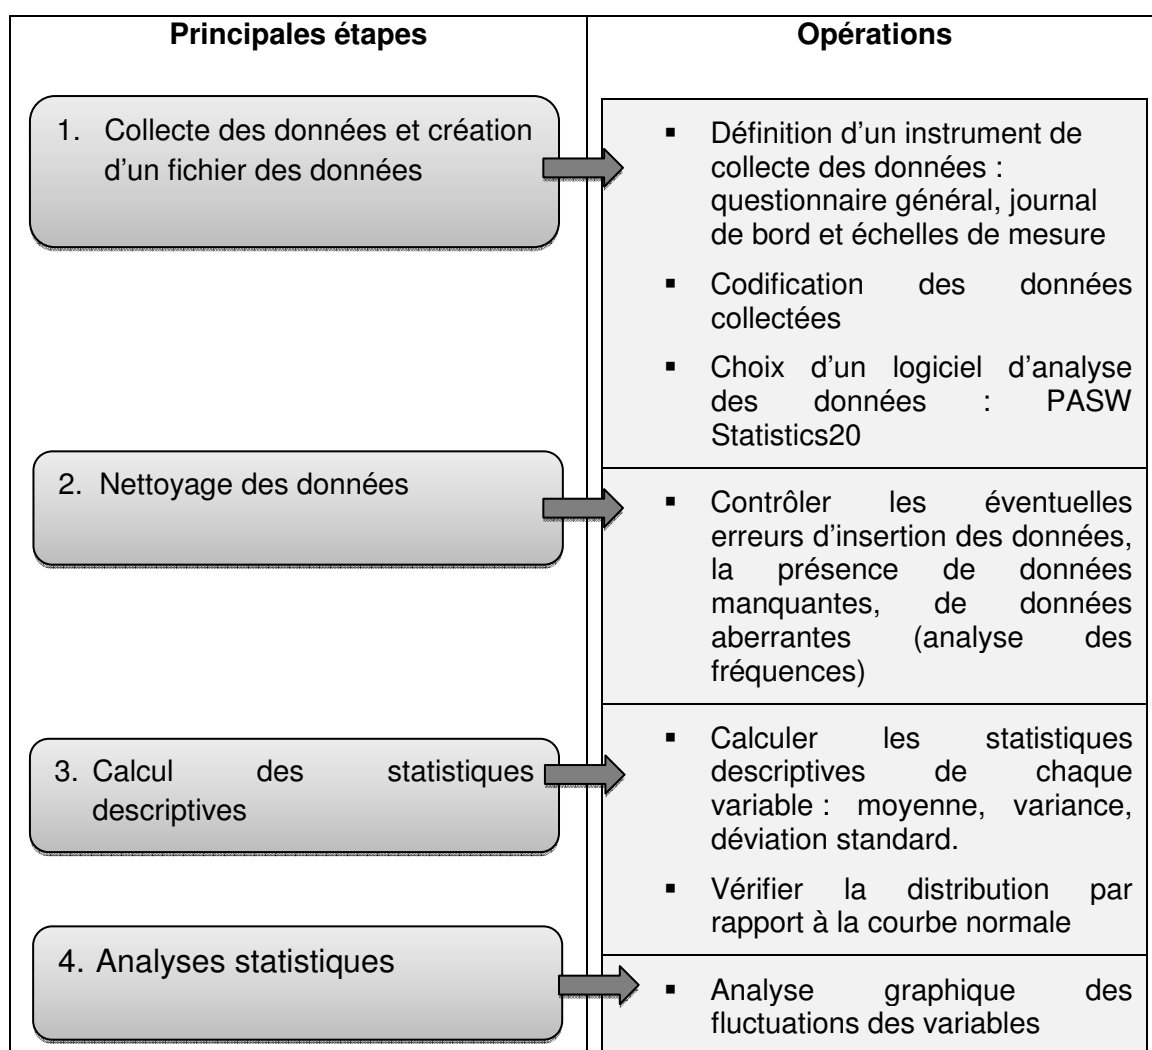 Principales étapes
Opérations
1. Collecte des données et création
d'un fichier des données
▪ Définition d'un instrument de
collecte des données :
questionnaire général, journal
de bord et échelles de mesure
▪ Codification des données
collectées
▪ Choix d'un logiciel d'analyse
des données : PASW
Statistics20
2. Nettoyage des données
▪ Contrôler les éventuelles
erreurs d'insertion des données,
la présence de données
manquantes, de données
aberrantes (analyse des
fréquences)
3. Calcul des statistiques
descriptives
▪ Calculer les statistiques
descriptives de chaque
variable : moyenne, variance,
déviation standard.
▪ Vérifier la distribution par
rapport à la courbe normale
4. Analyses statistiques
▪ Analyse graphique des
fluctuations des variables